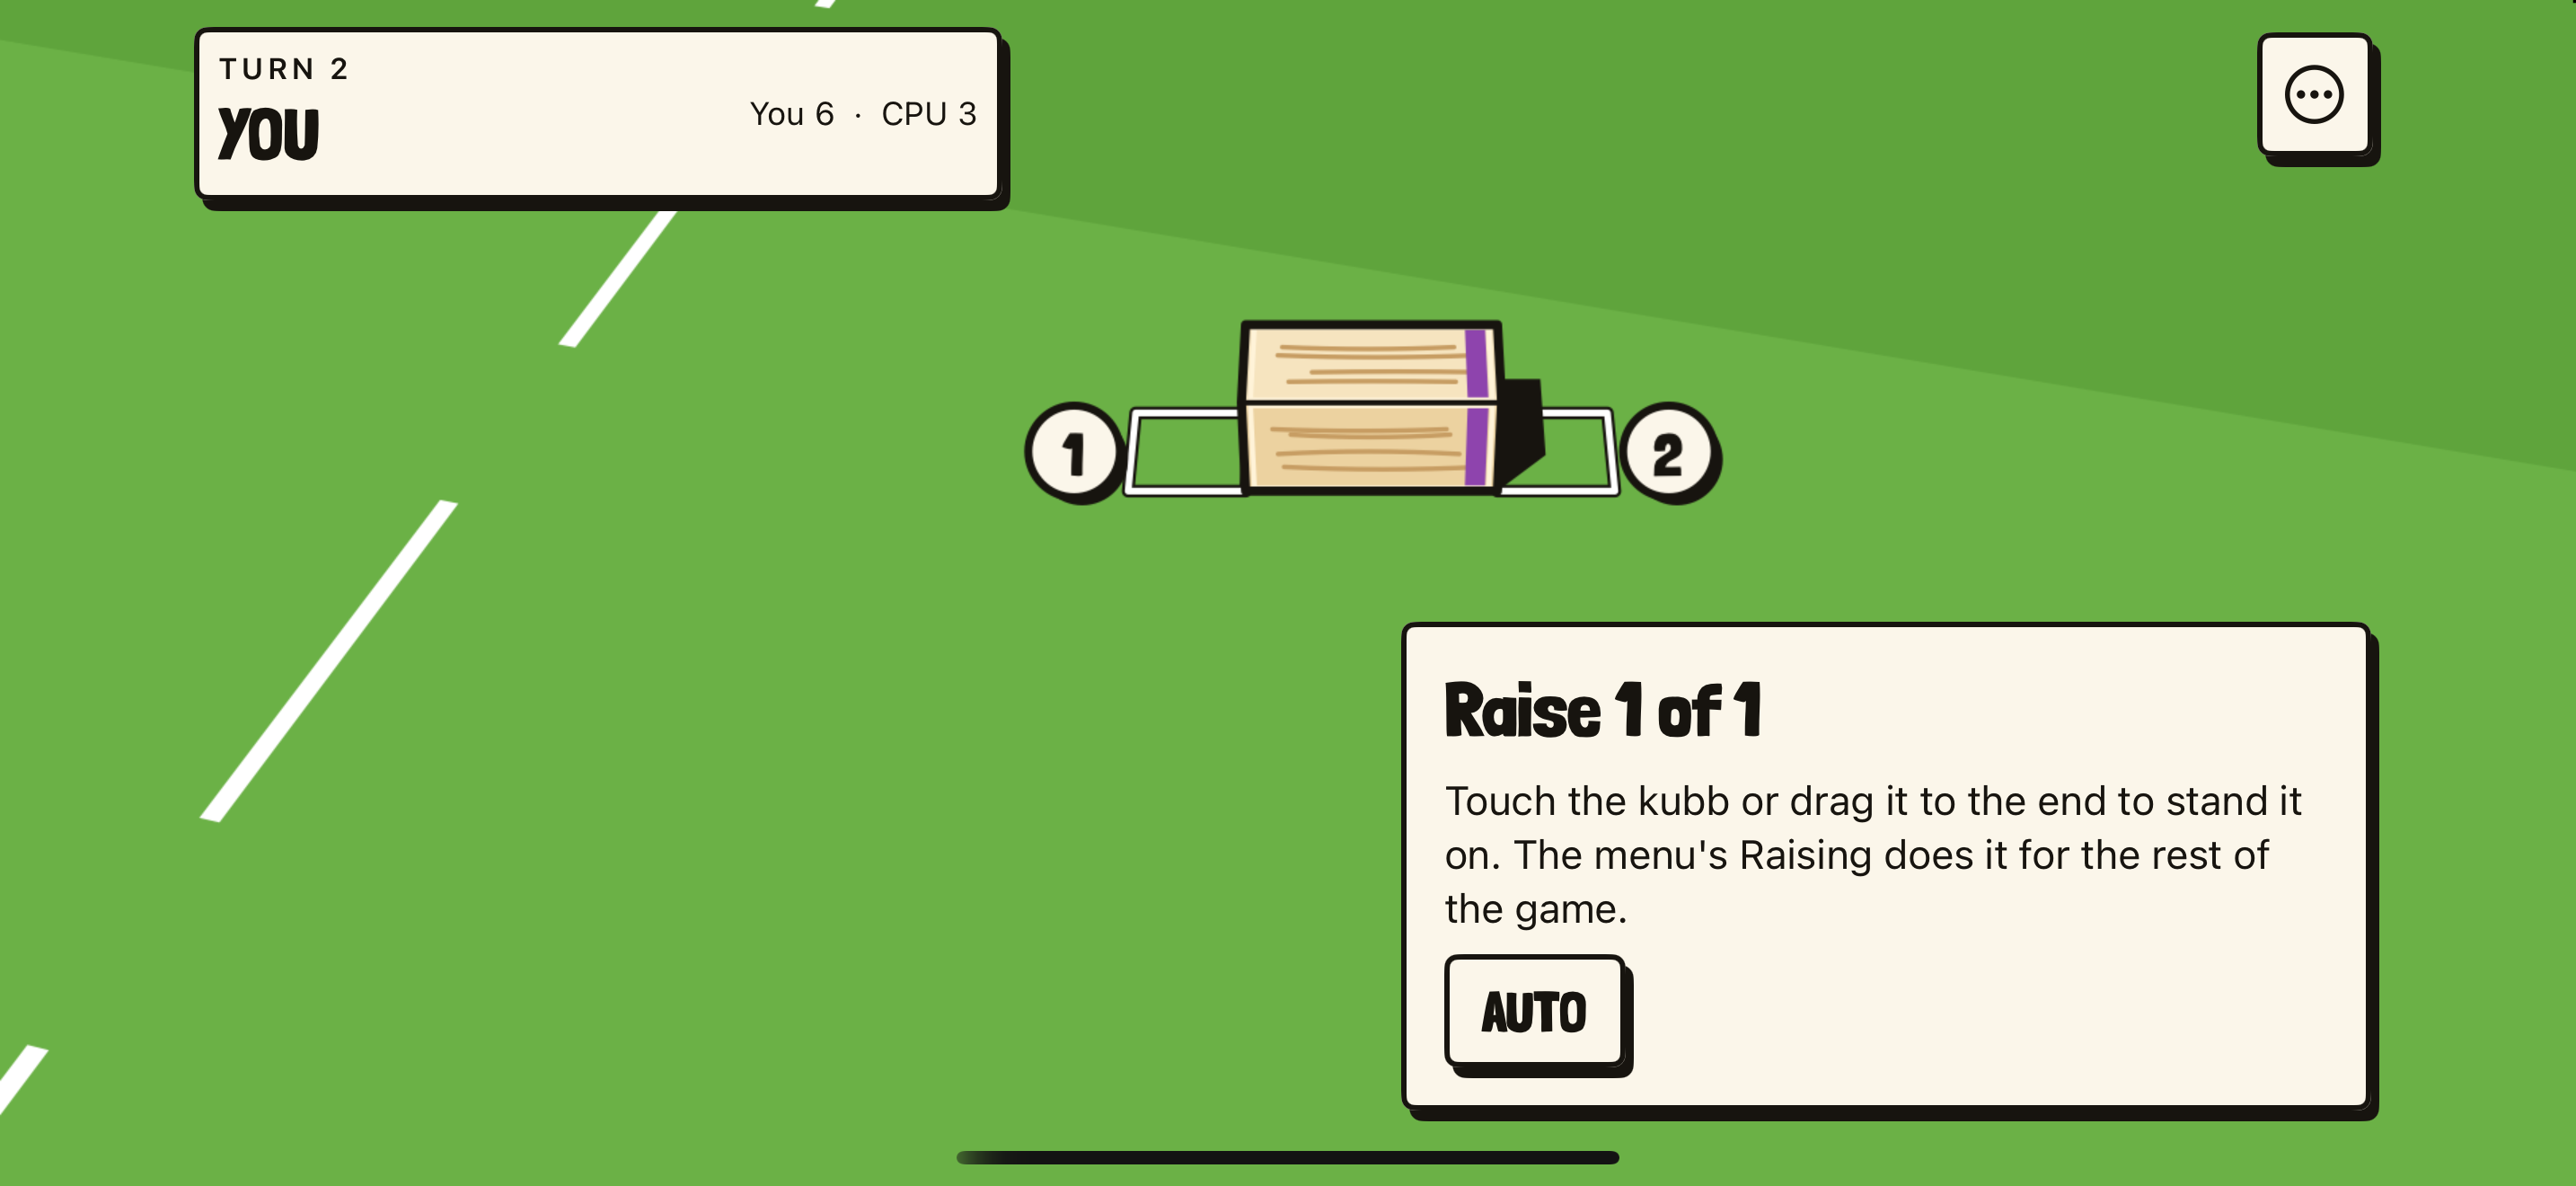 TURN 2
YOU
You 6 · CPU 3
1
2
Raise 1 of 1
Touch the kubb or drag it to the end to stand it
on. The menu's Raising does it for the rest of
the game.
AUTO